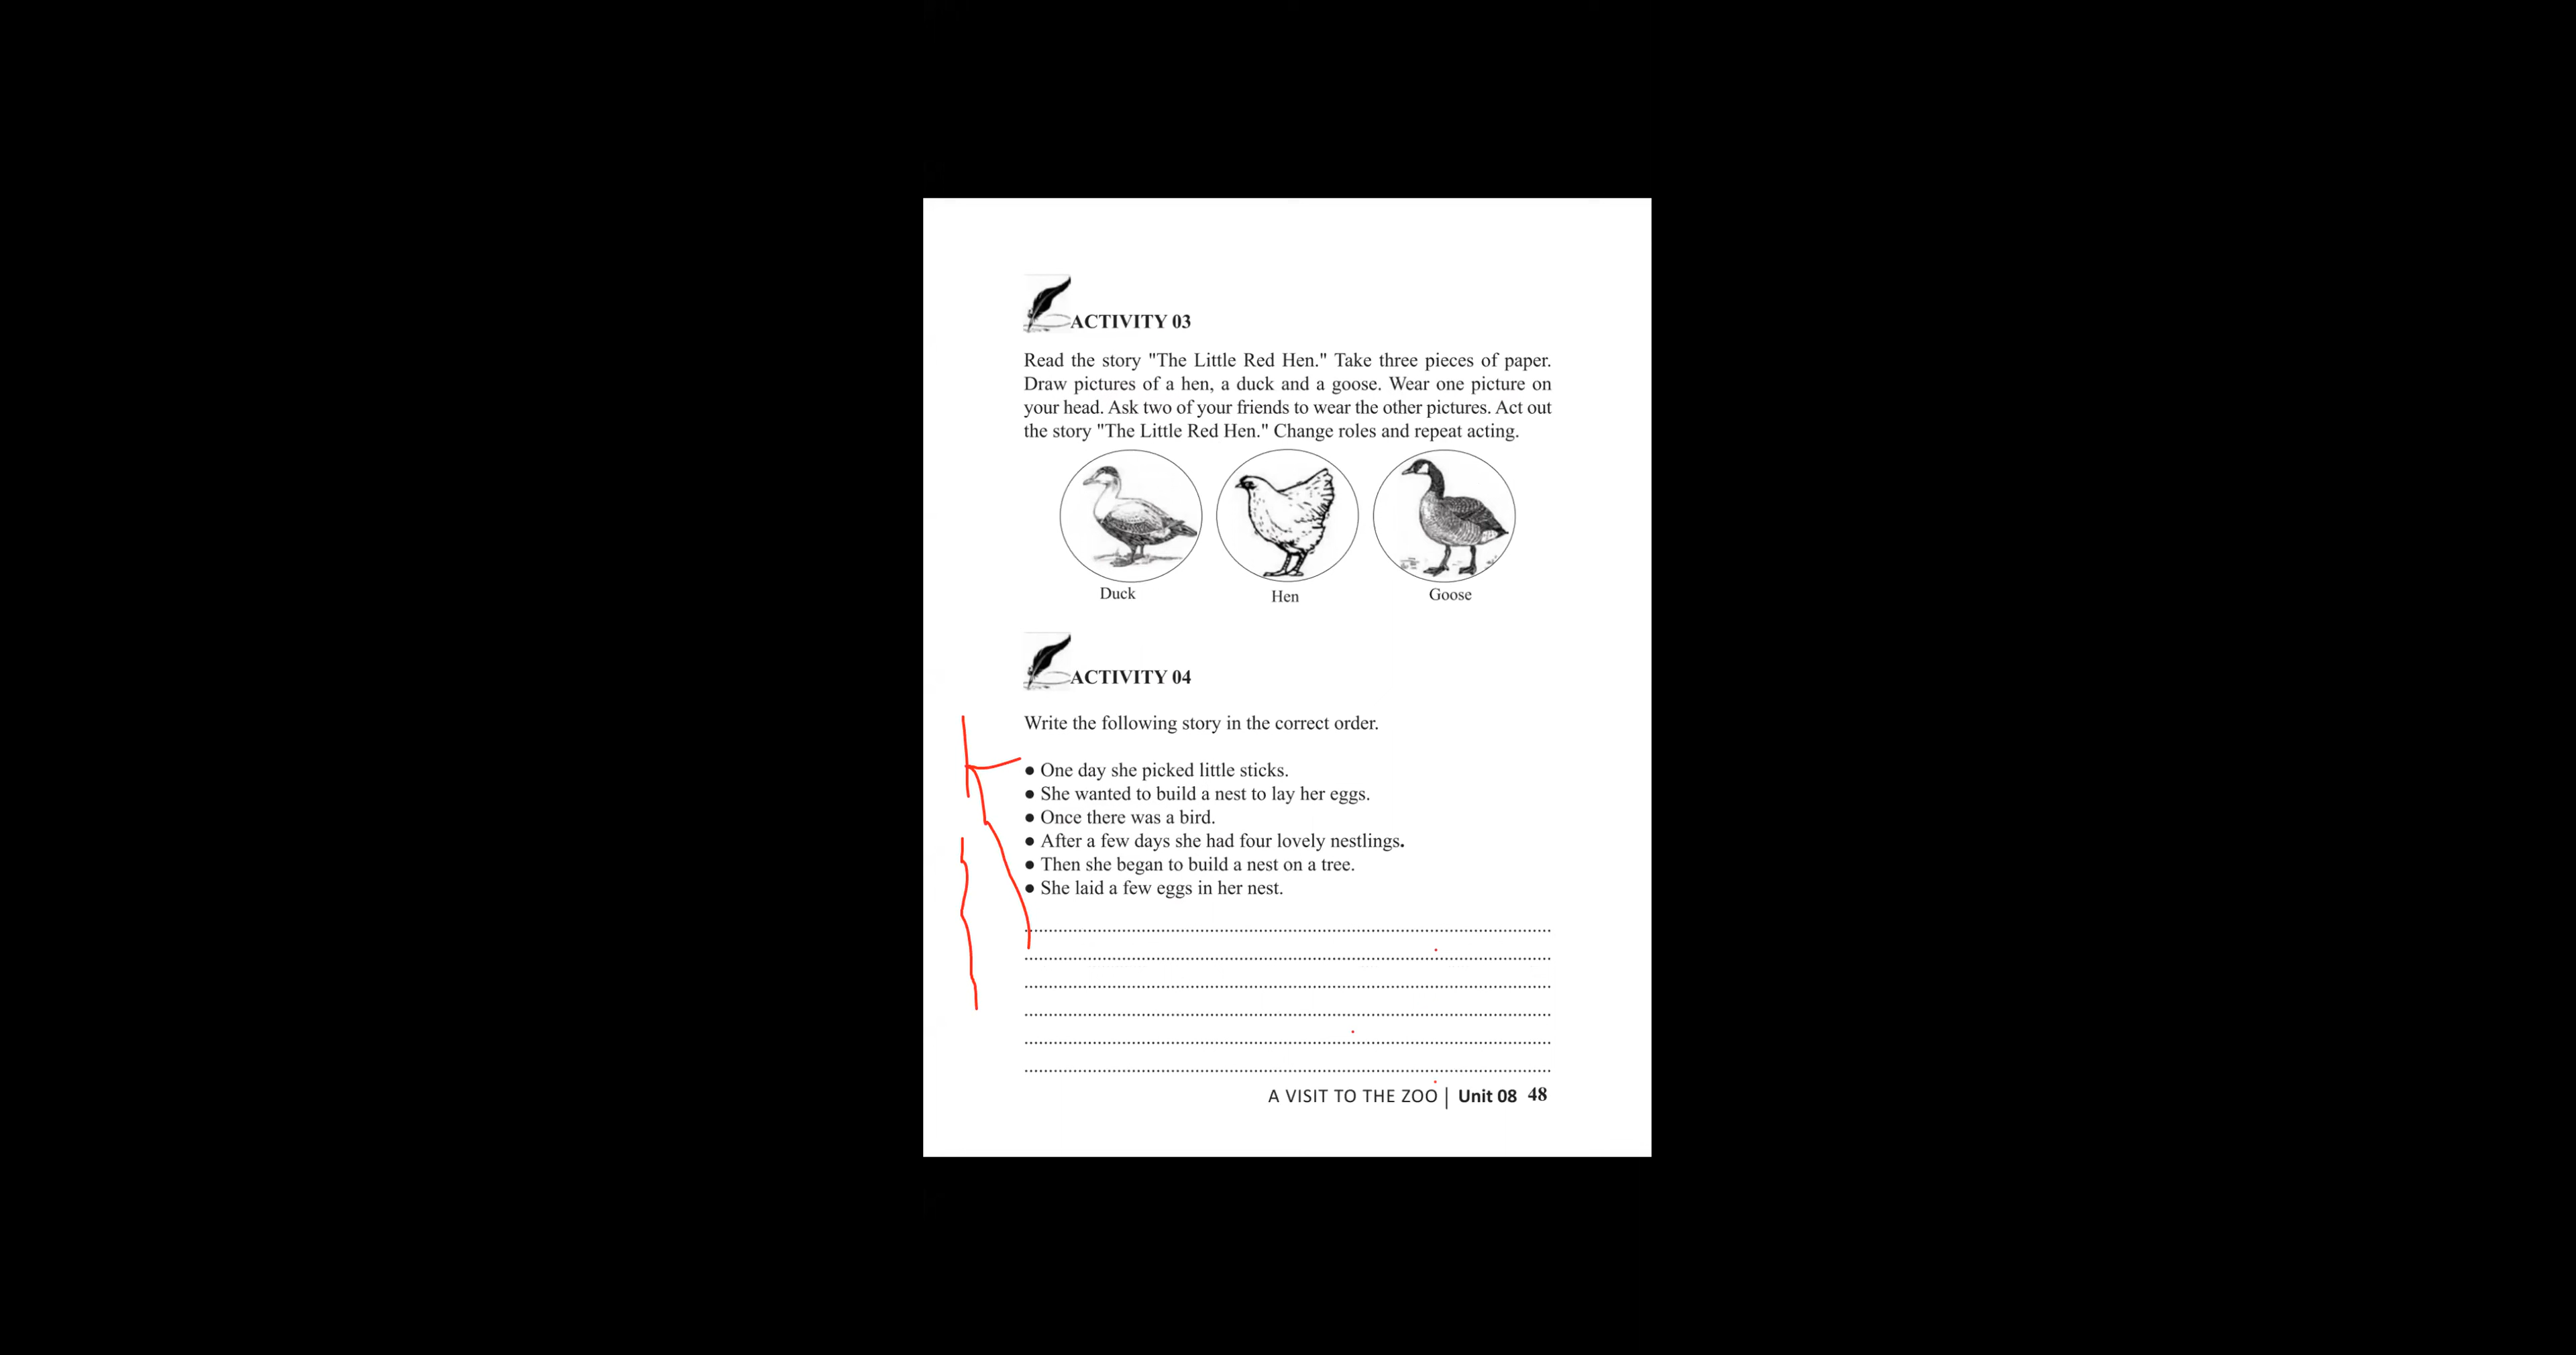 ACTIVITY 03
Read the story "The Little Red Hen." Take three pieces of paper.
Draw pictures of a hen, a duck and a goose. Wear one picture on
your head. Ask two of your friends to wear the other pictures. Act out
the story "The Little Red Hen." Change roles and repeat acting.
Duck Hen Goose
ACTIVITY 04
Write the following story in the correct order.
● One day she picked little sticks.
● She wanted to build a nest to lay her eggs.
● Once there was a bird.
● After a few days she had four lovely nestlings.
● Then she began to build a nest on a tree.
● She laid a few eggs in her nest.
A VISIT TO THE ZOO | Unit 08 48